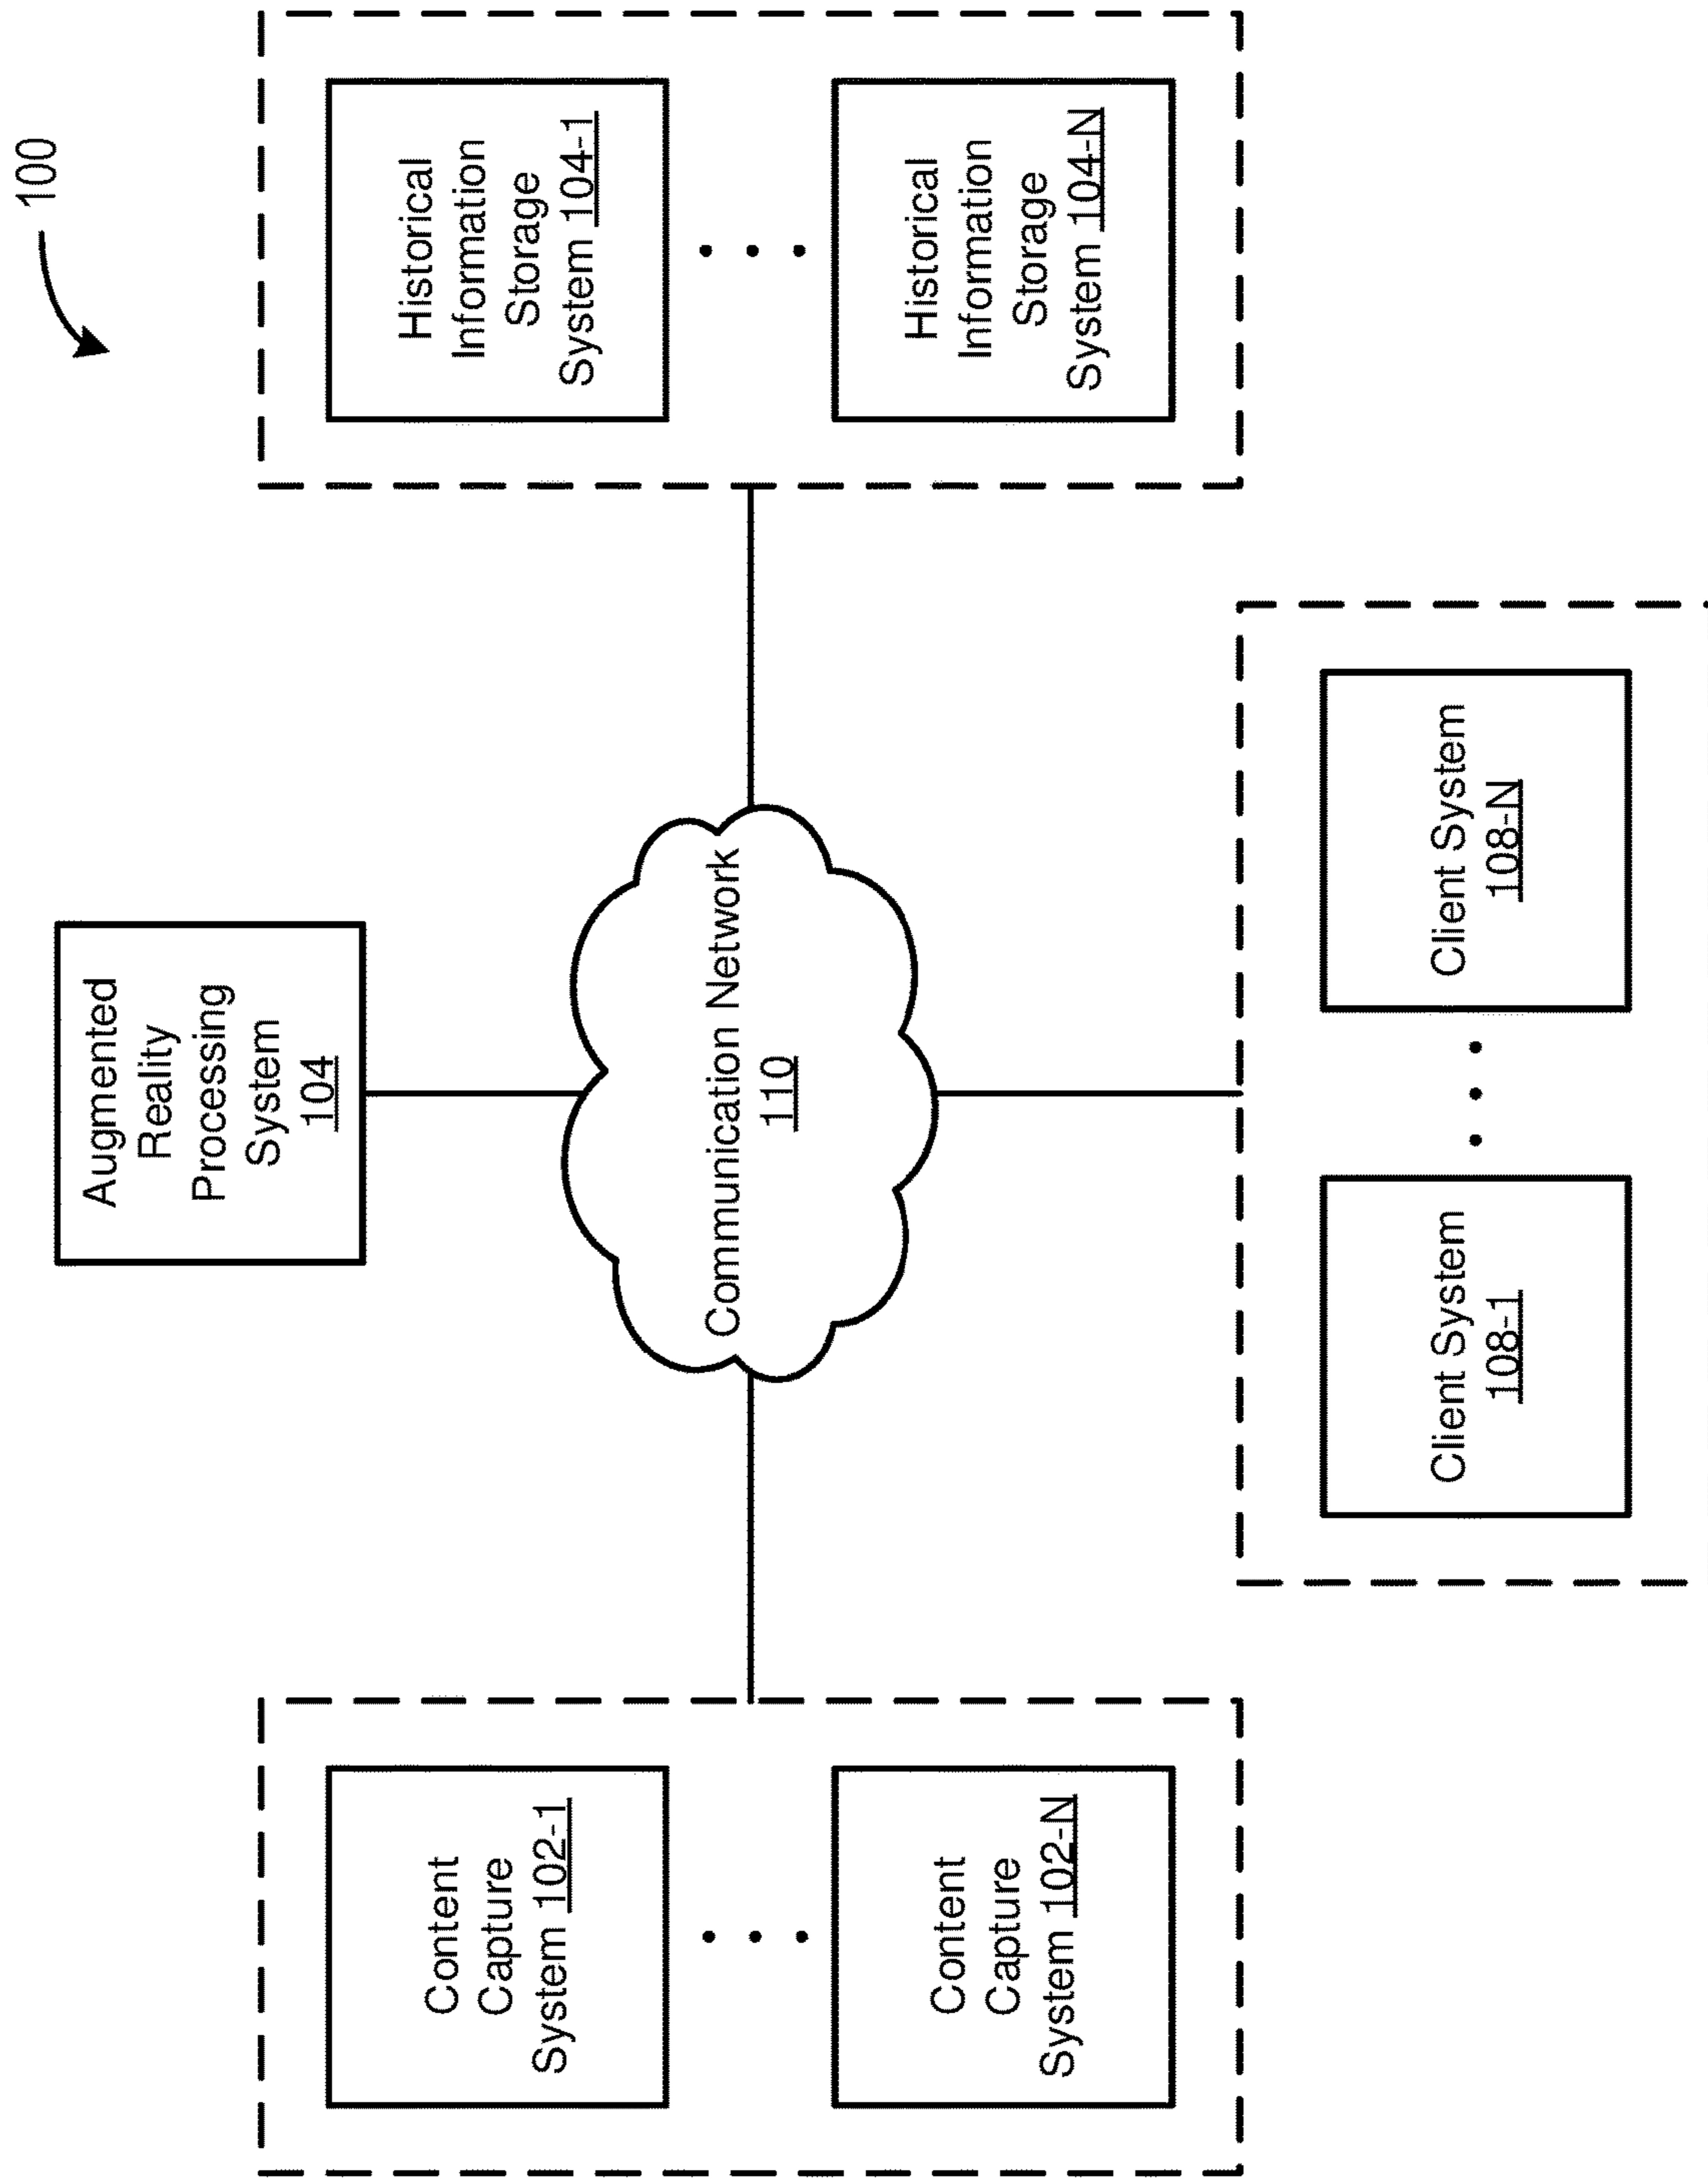 100
Augmented
Reality
Processing
System
104
Content
Capture
System 102-1
Content
Capture
System 102-N
Communication Network
110
Historical
Information
Storage
System 104-1
Historical
Information
Storage
System 104-N
Client System
108-1
Client System
108-N